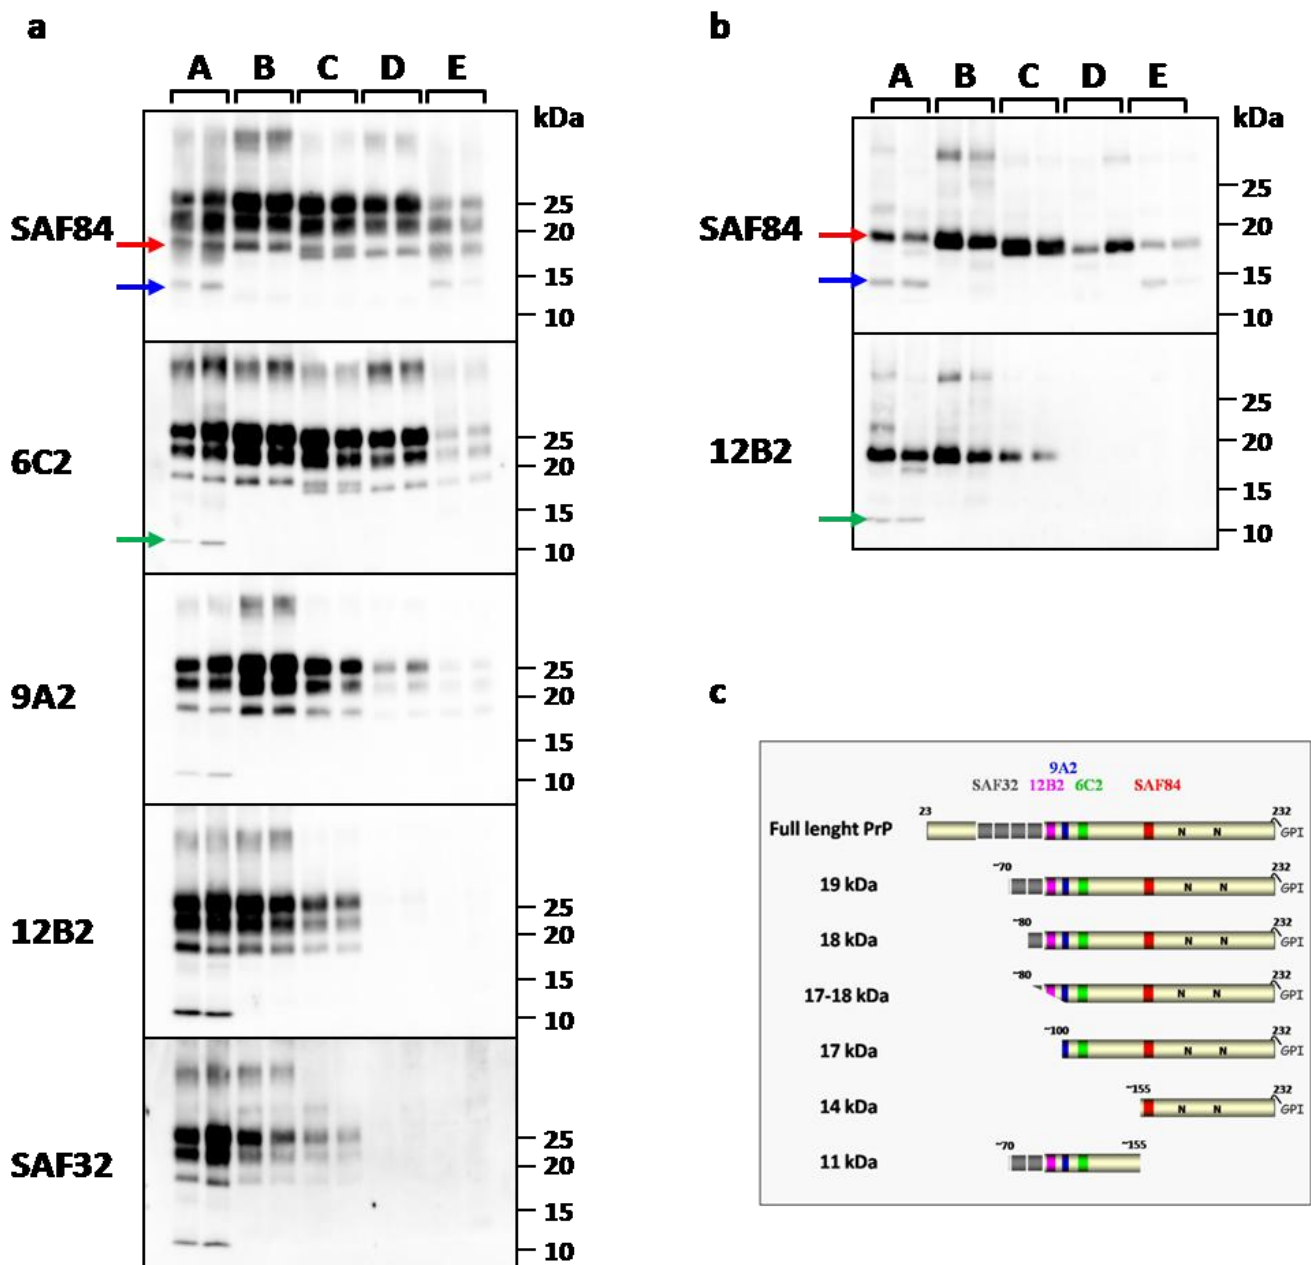 a
A B C D E
kDa
SAF84
25
20
15
10
6C2
25
20
15
10
9A2
25
20
15
10
12B2
25
20
15
10
SAF32
25
20
15
10
b
A B C D E
kDa
SAF84
25
20
15
10
12B2
25
20
15
10
c
9A2
SAF32 12B2 6C2 SAF84
23 232
Full lenght PrP N N GPI
~70 232
19 kDa N N GPI
~80 232
18 kDa N N GPI
~80 232
17-18 kDa N N GPI
~100 232
17 kDa N N GPI
~155 232
14 kDa N N GPI
~70 ~155
11 kDa